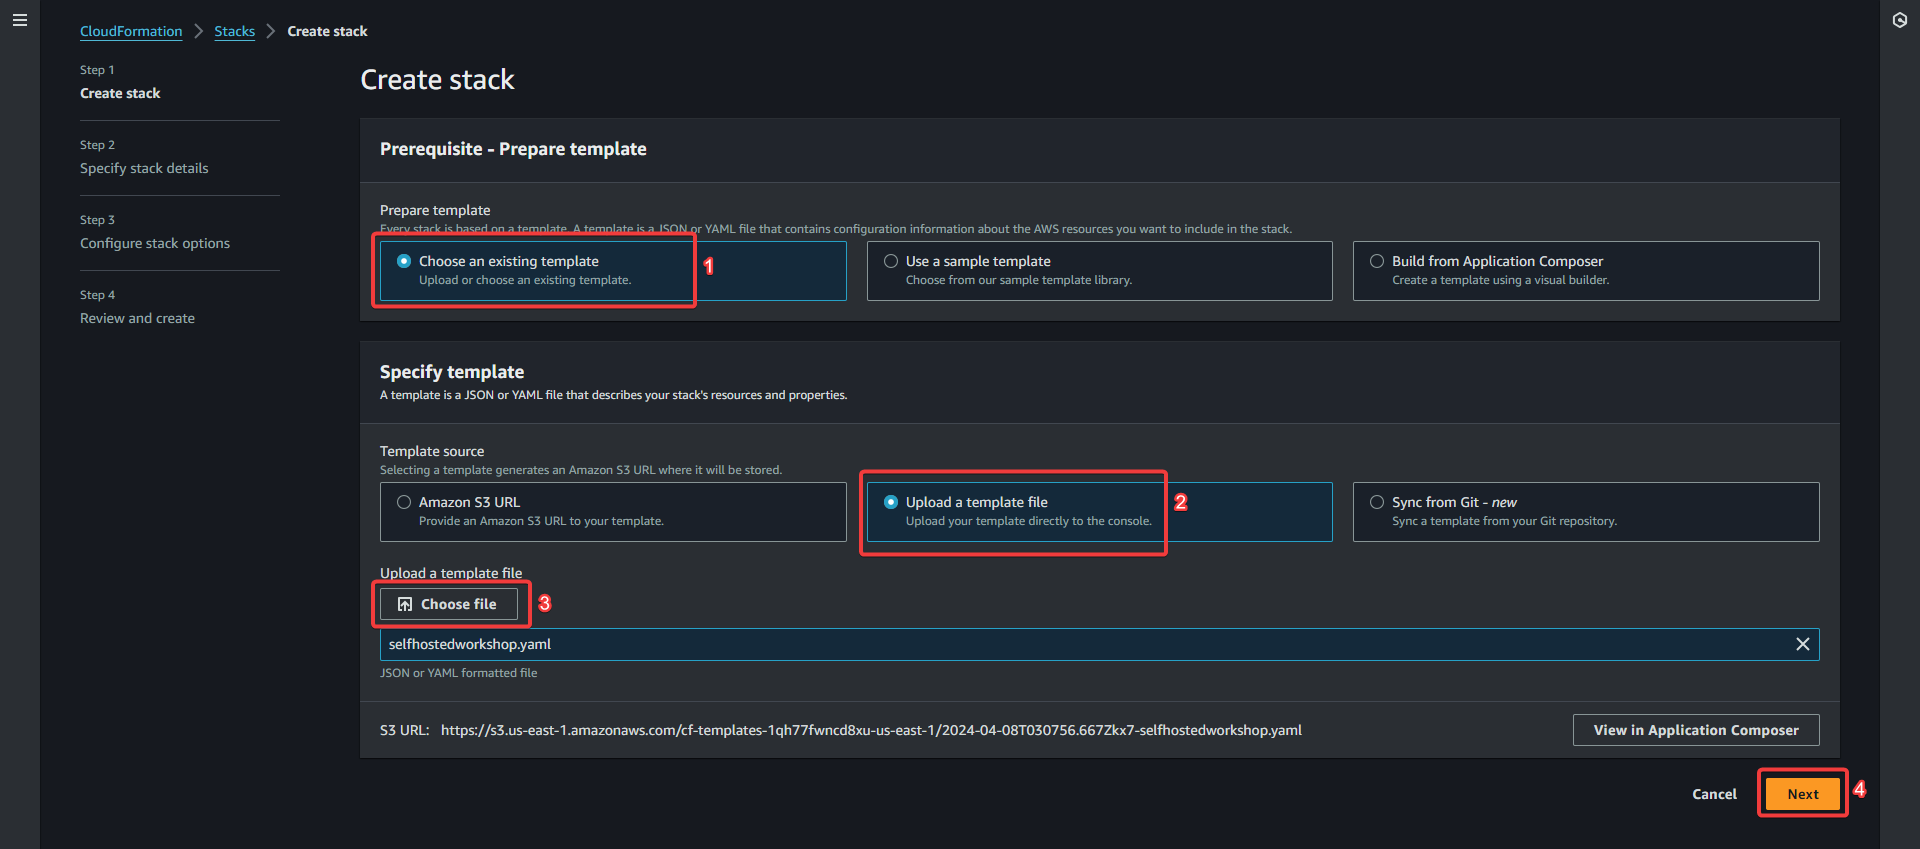 CloudFormation > Stacks > Create stack
Step 1
Create stack
Step 2
Specify stack details
Step 3
Configure stack options
Step 4
Review and create
Create stack
Prerequisite - Prepare template
Prepare template
Every stack is based on a template. A template is a JSON or YAML file that contains configuration information about the AWS resources you want to include in the stack.
Choose an existing template
Upload or choose an existing template.
1
Use a sample template
Choose from our sample template library.
Build from Application Composer
Create a template using a visual builder.
Specify template
A template is a JSON or YAML file that describes your stack's resources and properties.
Template source
Selecting a template generates an Amazon S3 URL where it will be stored.
Amazon S3 URL
Provide an Amazon S3 URL to your template.
Upload a template file
Upload your template directly to the console.
2
Sync from Git - new
Sync a template from your Git repository.
Upload a template file
Choose file
3
selfhostedworkshop.yaml
JSON or YAML formatted file
S3 URL: https://s3.us-east-1.amazonaws.com/cf-templates-1qh77fwncd8xu-us-east-1/2024-04-08T030756.667Zkx7-selfhostedworkshop.yaml
View in Application Composer
Cancel
Next
4